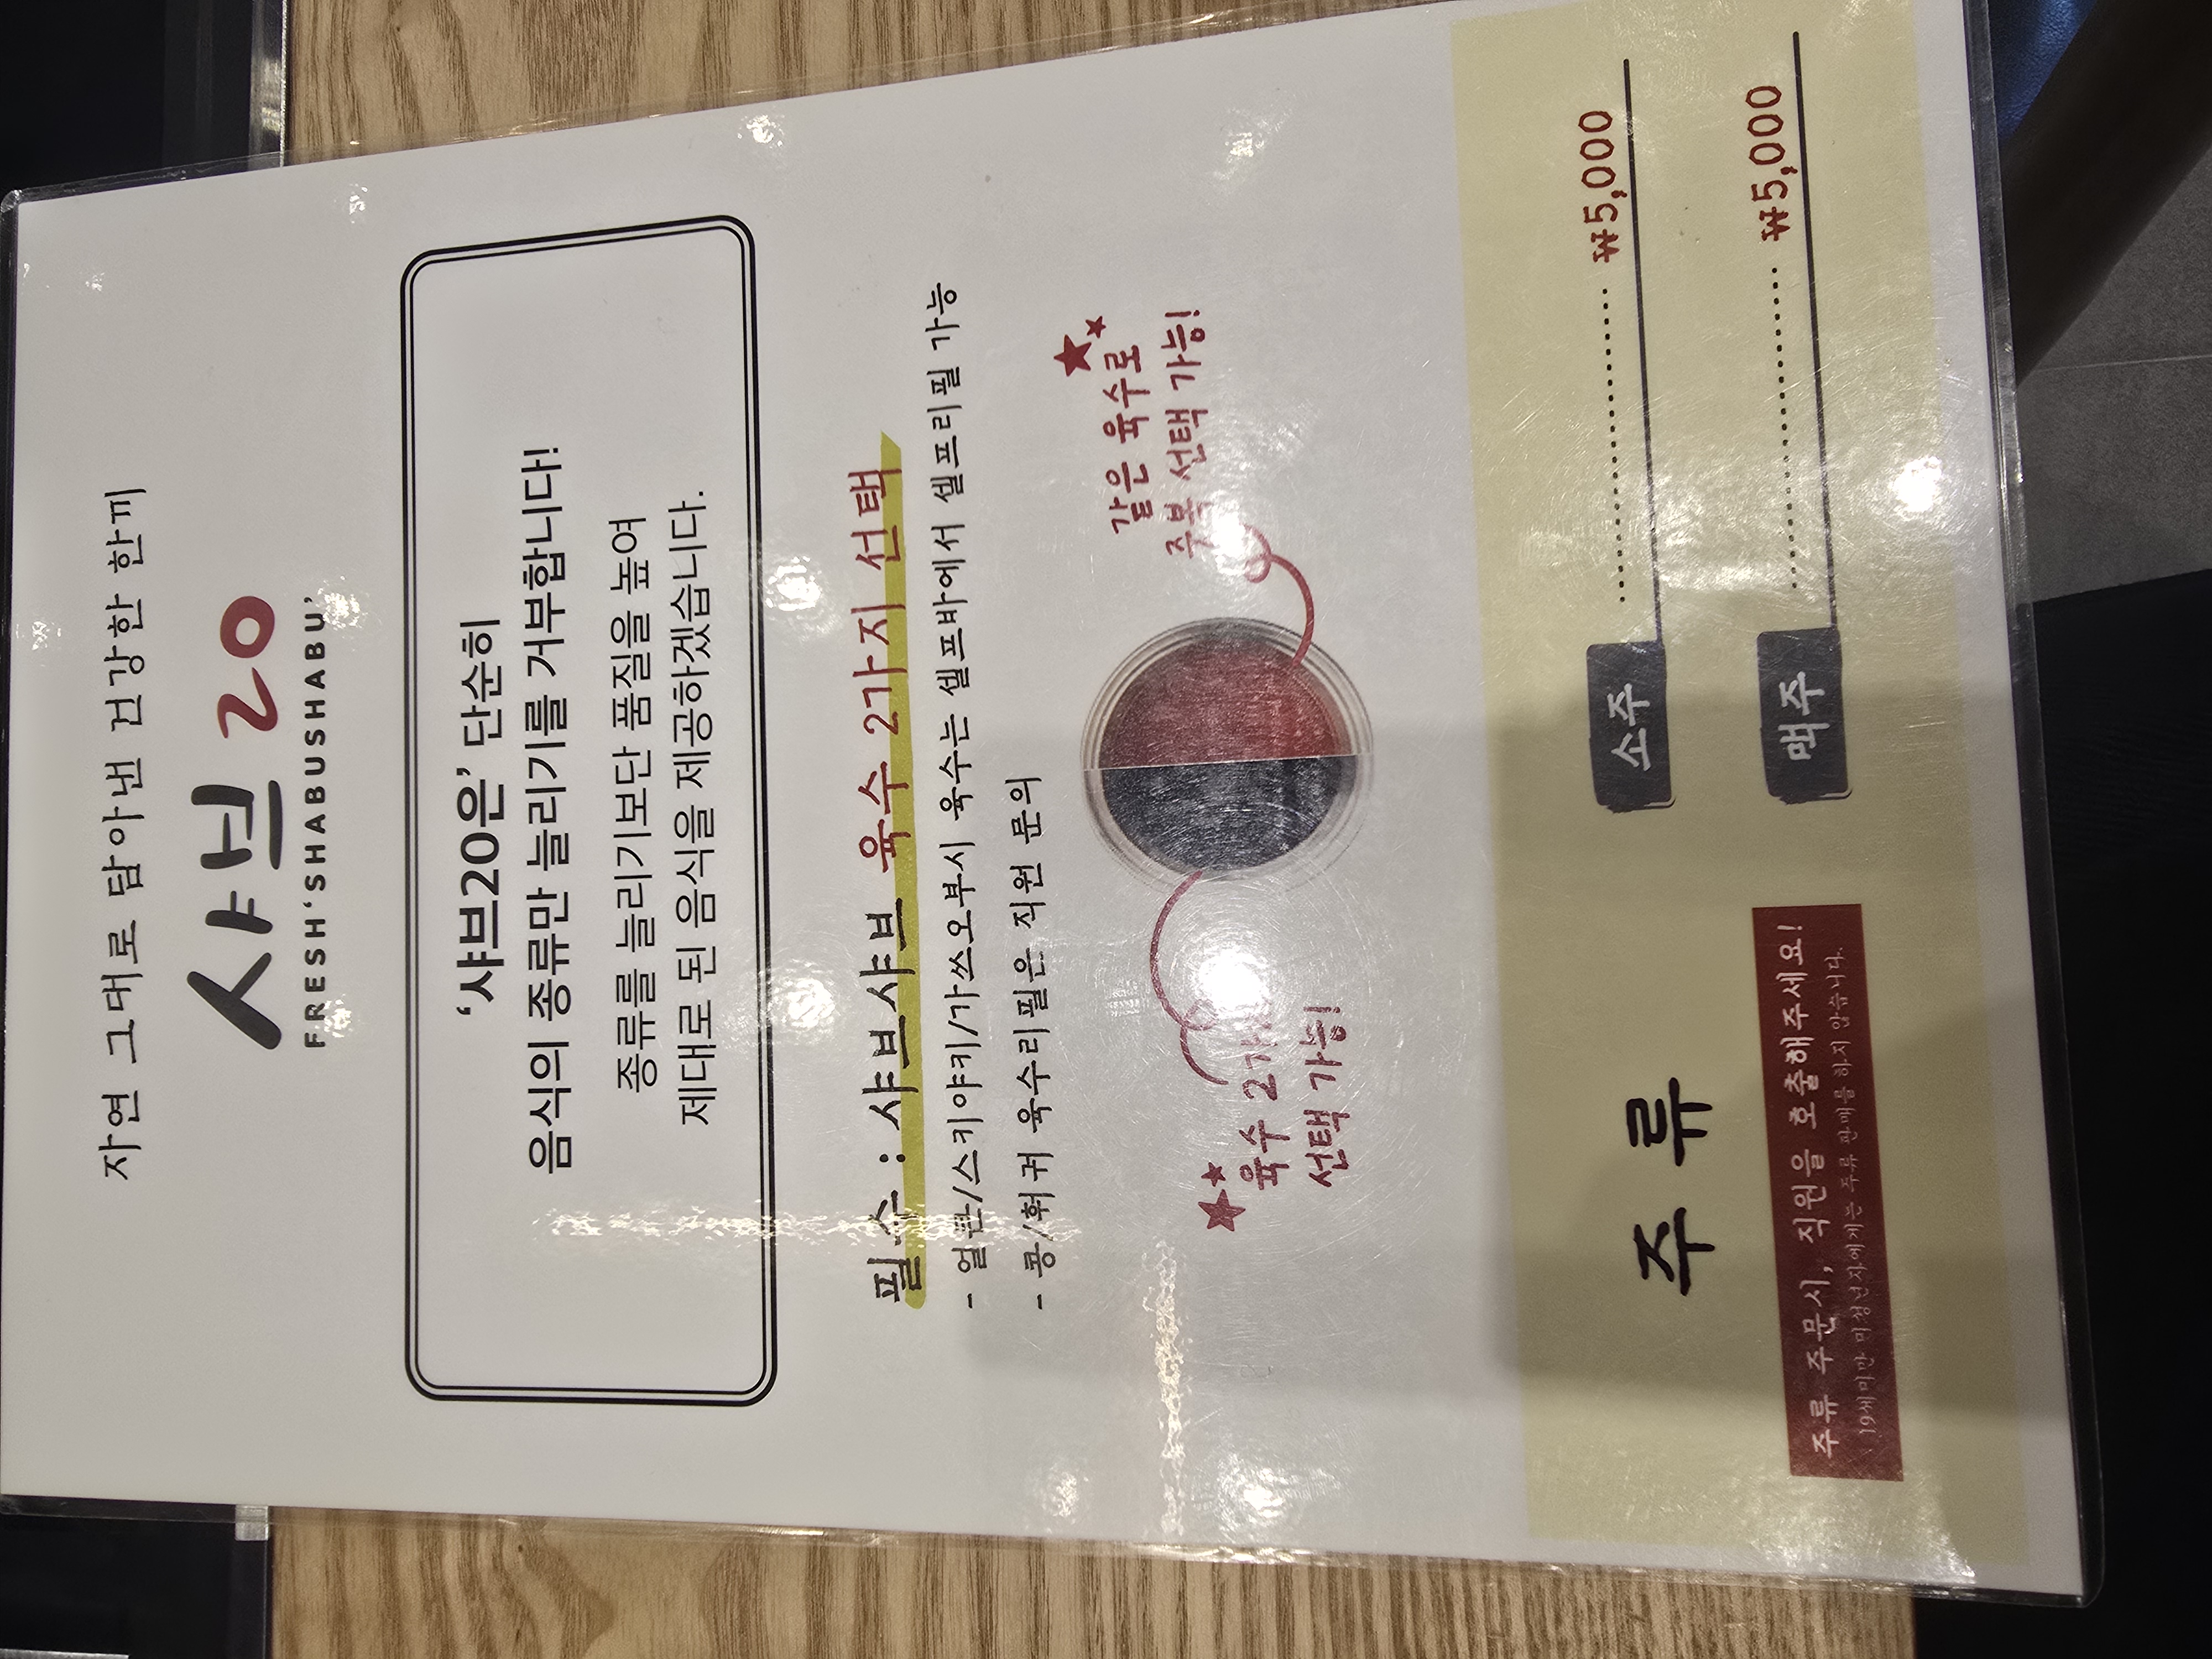 자연 그대로 담아낸 건강한 한끼
샤브 20
FRESH'SHABUSHABU'
'샤브20은' 단순히
음식의 종류만 늘리기를 거부합니다!
종류를 늘리기보단 품질을 높여
제대로 된 음식을 제공하겠습니다.
필수 : 샤브샤브 육수 2가지 선택
- 얼큰/스키야키/가쓰오부시 육수는 셀프바에서 셀프리필 가능
- 콩/훠궈 육수리필은 직원 문의
같은 육수로
중복 선택 가능!
육수 2개
선택 가능!
주류
주류 주문시, 직원을 호출해주세요!
19세미만 미성년자에게는 주류 판매를 하지 않습니다.
소주 ₩5,000
맥주 ₩5,000